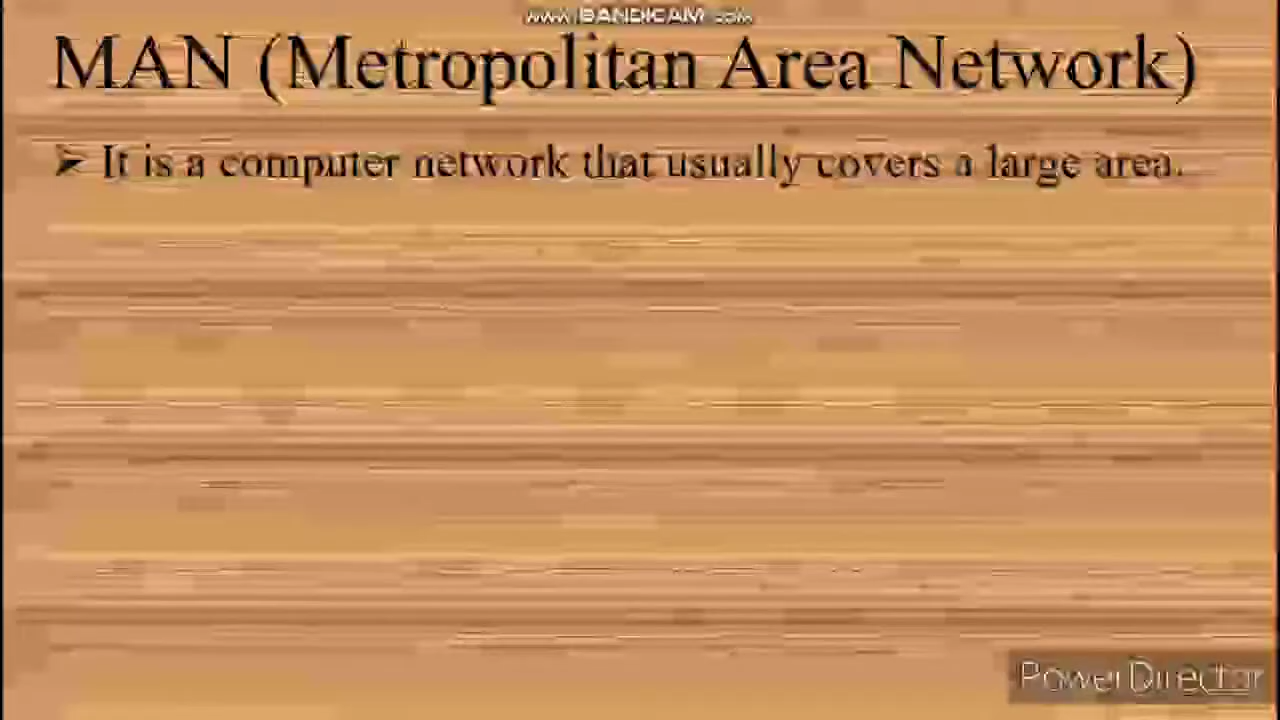 www.BANDICAM.com
MAN (Metropolitan Area Network)
➢ It is a computer network that usually covers a large area.
PowerDirector